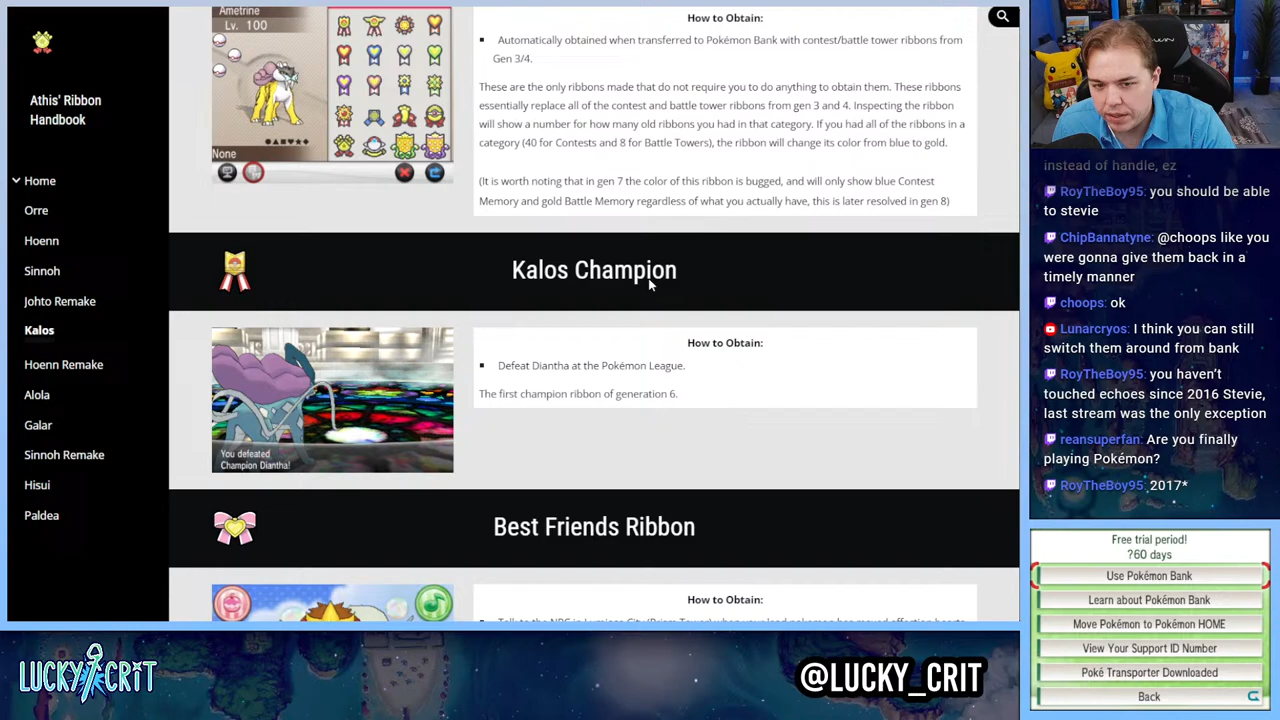 Athis' Ribbon
Handbook
Home
Orre
Hoenn
Sinnoh
Johto Remake
Kalos
Hoenn Remake
Alola
Galar
Sinnoh Remake
Hisui
Paldea
Ametrine
Lv. 100
None
How to Obtain:
Automatically obtained when transferred to Pokémon Bank with contest/battle tower ribbons from
Gen 3/4.
These are the only ribbons made that do not require you to do anything to obtain them. These ribbons
essentially replace all of the contest and battle tower ribbons from gen 3 and 4. Inspecting the ribbon
will show a number for how many old ribbons you had in that category. If you had all of the ribbons in a
category (40 for Contests and 8 for Battle Towers), the ribbon will change its color from blue to gold.
(It is worth noting that in gen 7 the color of this ribbon is bugged, and will only show blue Contest
Memory and gold Battle Memory regardless of what you actually have, this is later resolved in gen 8)
Kalos Champion
You defeated
Champion Diantha!
How to Obtain:
Defeat Diantha at the Pokémon League.
The first champion ribbon of generation 6.
Best Friends Ribbon
How to Obtain:
instead of handle, ez
RoyTheBoy95: you should be able
to stevie
ChipBannatyne: @choops like you
were gonna give them back in a
timely manner
choops: ok
Lunarcryos: I think you can still
switch them around from bank
RoyTheBoy95: you haven't
touched echoes since 2016 Stevie,
last stream was the only exception
reansuperfan: Are you finally
playing Pokémon?
RoyTheBoy95: 2017*
Free trial period!
?60 days
Use Pokémon Bank
Learn about Pokémon Bank
Move Pokémon to Pokémon HOME
View Your Support ID Number
Poké Transporter Downloaded
Back
LUCKY CRIT
@LUCKY_CRIT